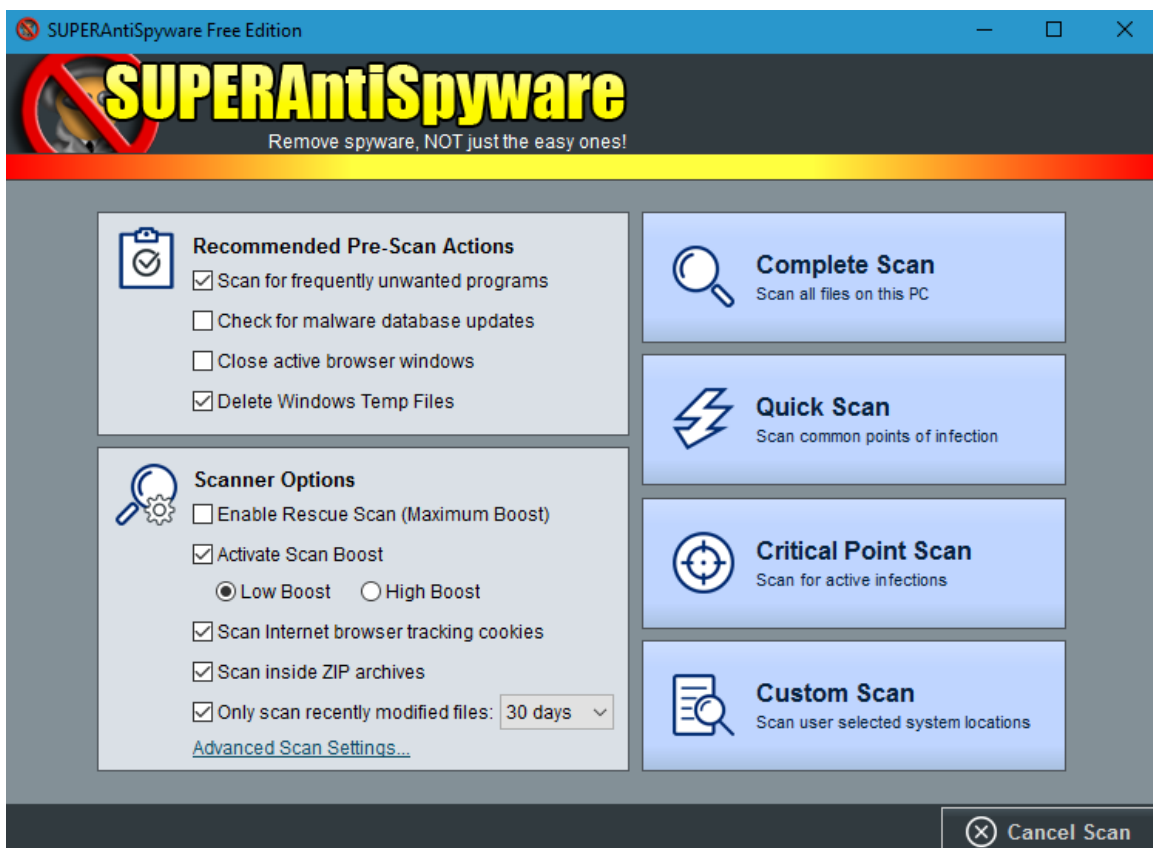 SUPERAntiSpyware Free Edition
SUPERAntiSpyware
Remove spyware, NOT just the easy ones!
Recommended Pre-Scan Actions
Scan for frequently unwanted programs
Check for malware database updates
Close active browser windows
Delete Windows Temp Files
Scanner Options
Enable Rescue Scan (Maximum Boost)
Activate Scan Boost
Low Boost High Boost
Scan Internet browser tracking cookies
Scan inside ZIP archives
Only scan recently modified files: 30 days
Advanced Scan Settings...
Complete Scan
Scan all files on this PC
Quick Scan
Scan common points of infection
Critical Point Scan
Scan for active infections
Custom Scan
Scan user selected system locations
Cancel Scan